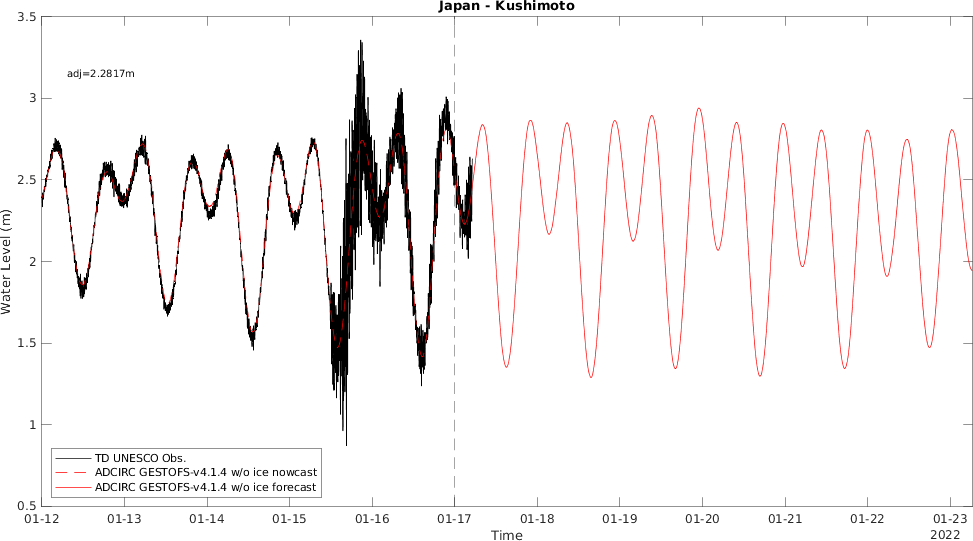 Japan - Kushimoto
3.5
3
2.5
2
1.5
1
0.5
Water Level (m)
adj=2.2817m
TD UNESCO Obs.
ADCIRC GESTOFS-v4.1.4 w/o ice nowcast
ADCIRC GESTOFS-v4.1.4 w/o ice forecast
01-12 01-13 01-14 01-15 01-16 01-17 01-18 01-19 01-20 01-21 01-22 01-23
Time
2022